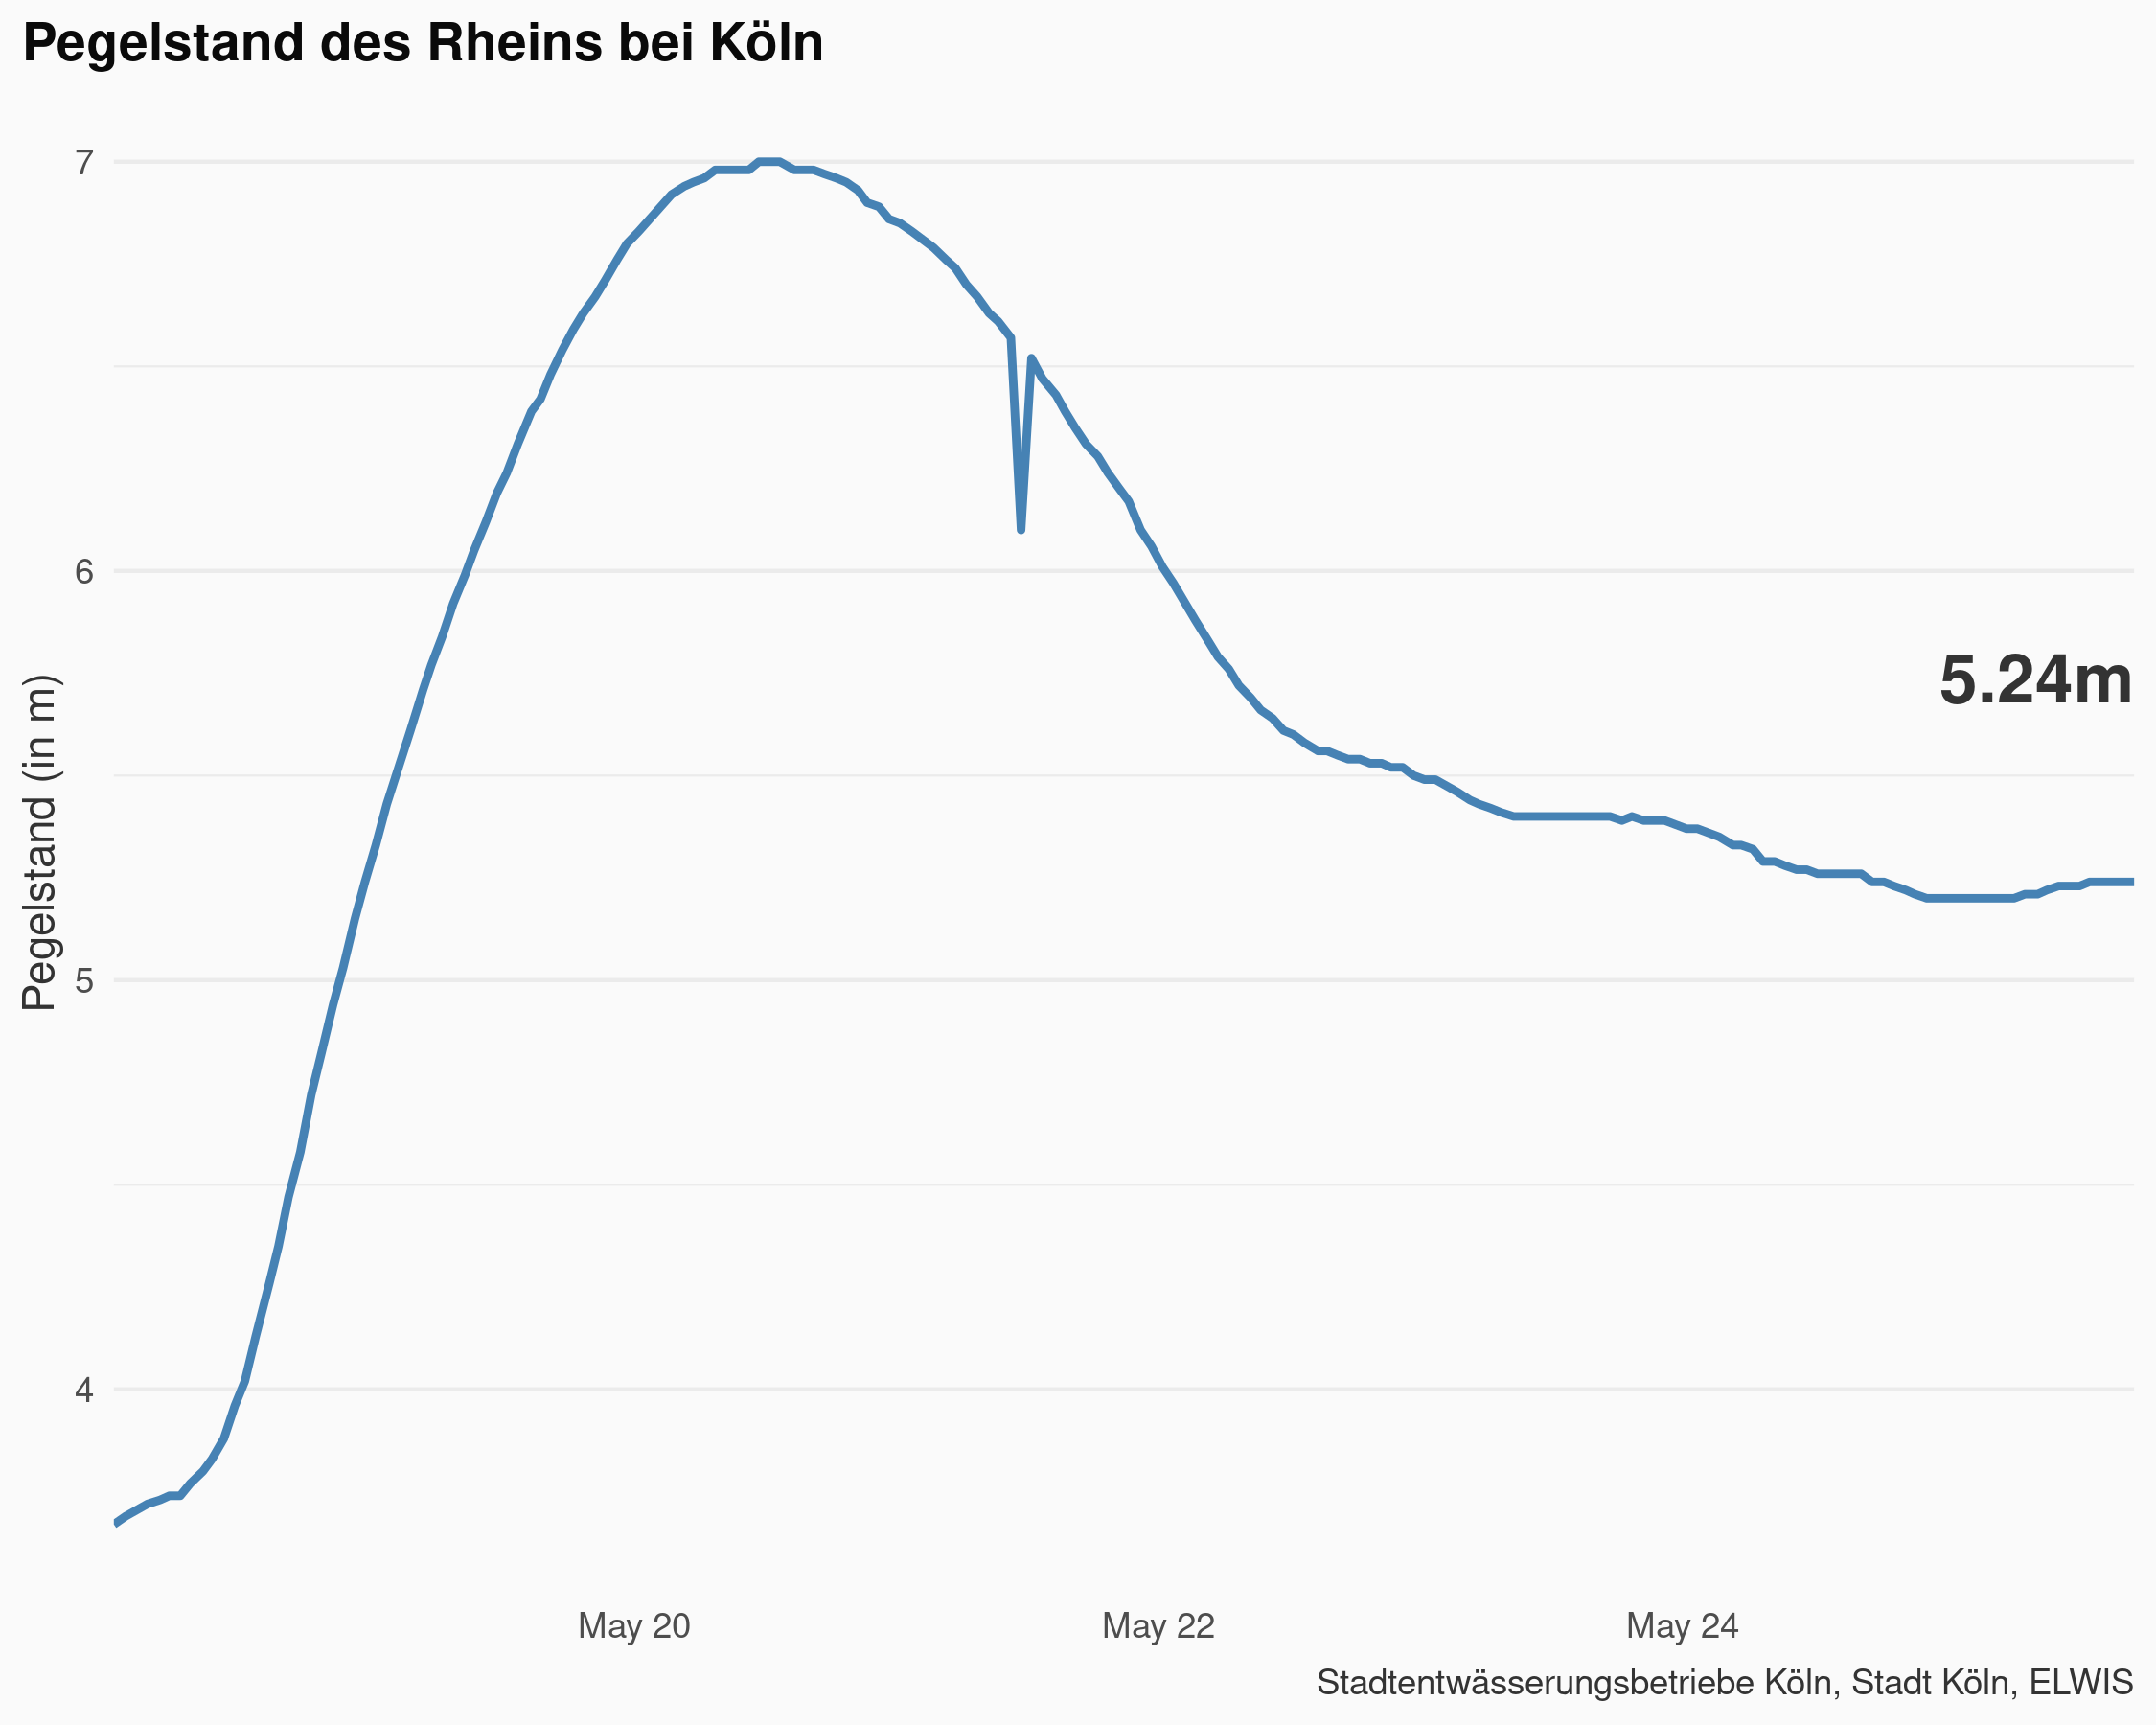 Pegelstand des Rheins bei Köln
Pegelstand (in m)
7
6
5
4
5.24m
May 20
May 22
May 24
Stadtentwässerungsbetriebe Köln, Stadt Köln, ELWIS